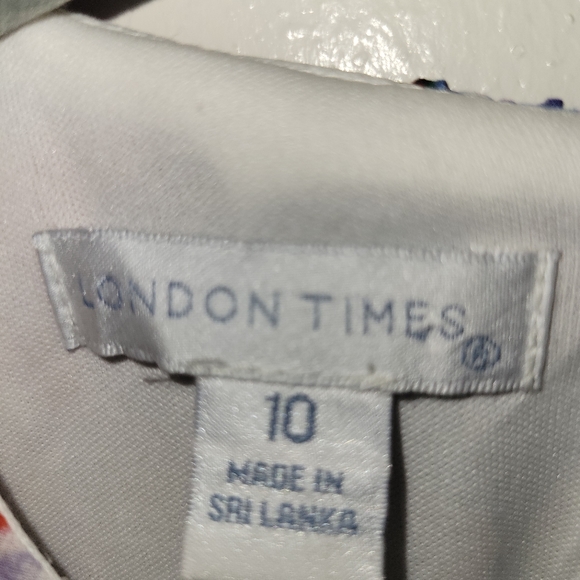 LONDON TIMES ®
10
MADE IN
SRI LANKA